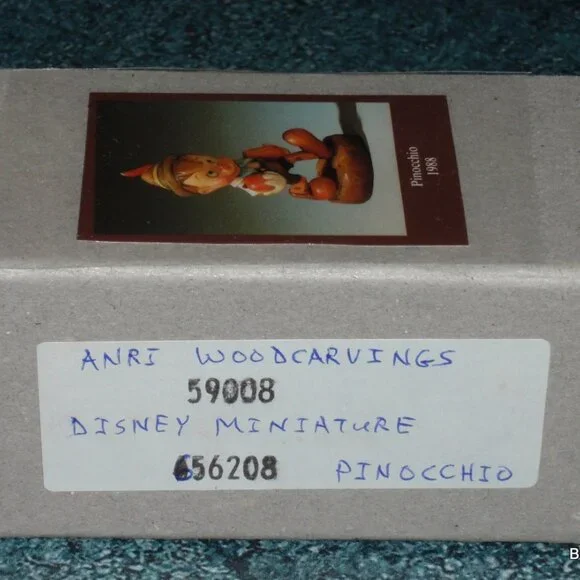 Pinocchio
1988
ANRI WOODCARVINGS
59008
DISNEY MINIATURE
656208 PINOCCHIO
B